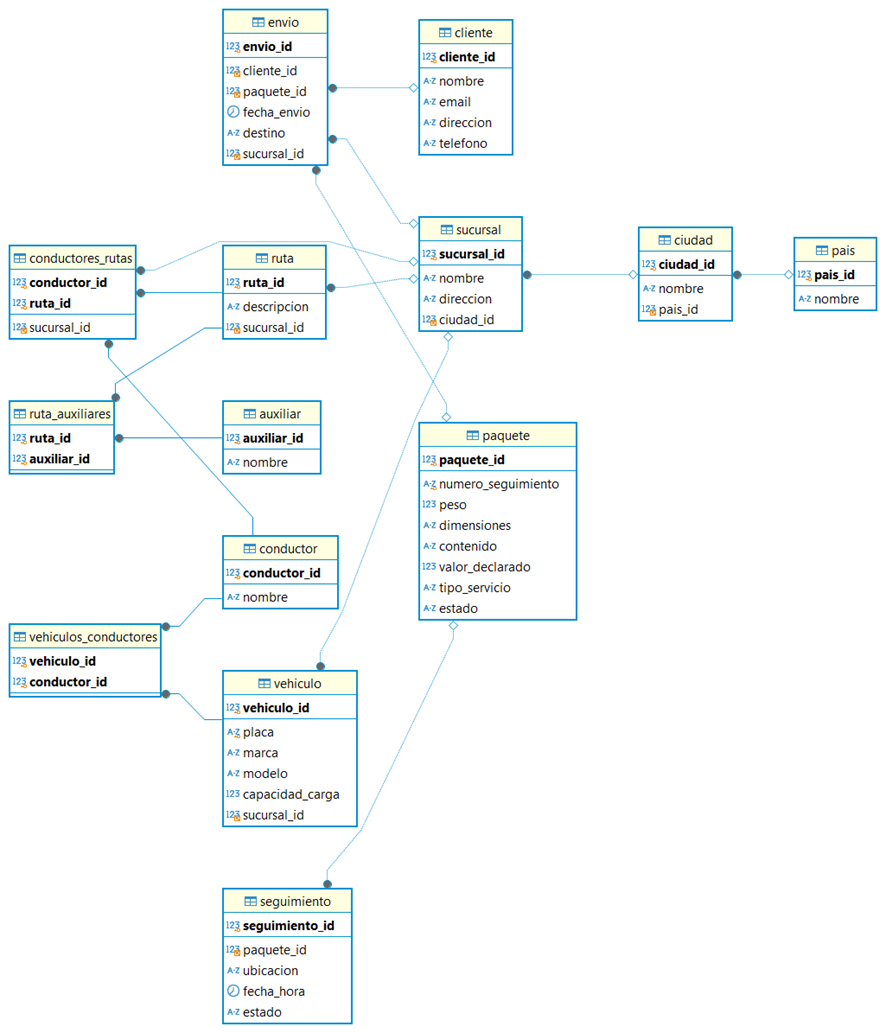 envio
123 envio_id
123 cliente_id
123 paquete_id
fecha_envio
A-Z destino
123 sucursal_id
cliente
123 cliente_id
A-Z nombre
A-Z email
A-Z direccion
A-Z telefono
conductores_rutas
123 conductor_id
123 ruta_id
123 sucursal_id
ruta
123 ruta_id
A-Z descripcion
123 sucursal_id
sucursal
123 sucursal_id
A-Z nombre
A-Z direccion
123 ciudad_id
ciudad
123 ciudad_id
A-Z nombre
123 pais_id
pais
123 pais_id
A-Z nombre
ruta_auxiliares
123 ruta_id
123 auxiliar_id
auxiliar
123 auxiliar_id
A-Z nombre
paquete
123 paquete_id
A-Z numero_seguimiento
123 peso
A-Z dimensiones
A-Z contenido
123 valor_declarado
A-Z tipo_servicio
A-Z estado
conductor
123 conductor_id
A-Z nombre
vehiculos_conductores
123 vehiculo_id
123 conductor_id
vehiculo
123 vehiculo_id
A-Z placa
A-Z marca
A-Z modelo
123 capacidad_carga
123 sucursal_id
seguimiento
123 seguimiento_id
123 paquete_id
A-Z ubicacion
fecha_hora
A-Z estado